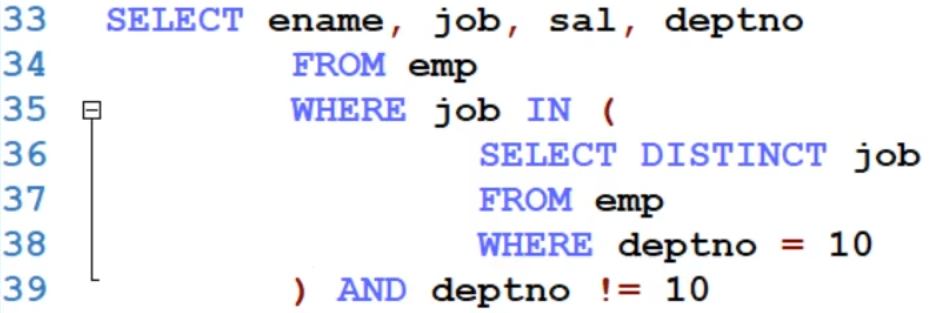 33 SELECT ename, job, sal, deptno
34 FROM emp
35 WHERE job IN (
36 SELECT DISTINCT job
37 FROM emp
38 WHERE deptno = 10
39 ) AND deptno != 10